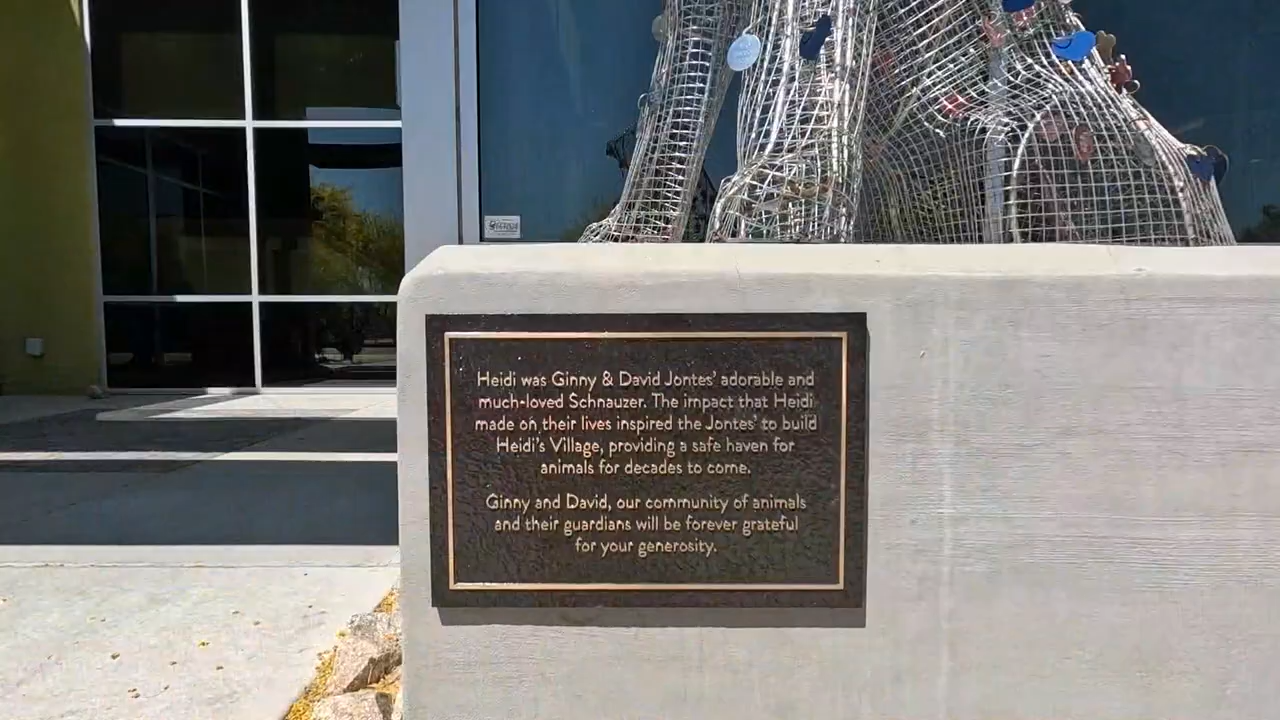 Heidi was Ginny & David Jontes' adorable and
much-loved Schnauzer. The impact that Heidi
made on their lives inspired the Jontes' to build
Heidi's Village, providing a safe haven for
animals for decades to come.
Ginny and David, our community of animals
and their guardians will be forever grateful
for your generosity.